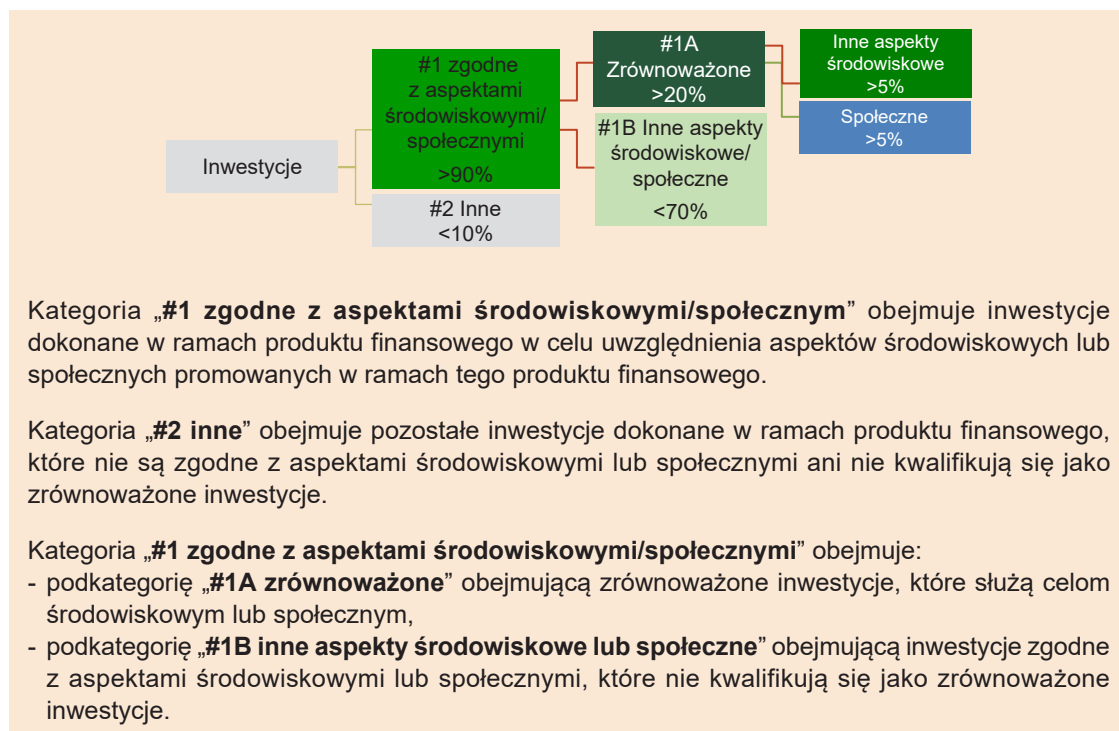 Inwestycje
#1 zgodne
z aspektami
środowiskowymi/
społecznymi
>90%
#2 Inne
<10%
#1A
Zrównoważone
>20%
#1B Inne aspekty
środowiskowe/
społeczne
<70%
Inne aspekty
środowiskowe
>5%
Społeczne
>5%
Kategoria „#1 zgodne z aspektami środowiskowymi/społecznym” obejmuje inwestycje
dokonane w ramach produktu finansowego w celu uwzględnienia aspektów środowiskowych lub
społecznych promowanych w ramach tego produktu finansowego.
Kategoria „#2 inne” obejmuje pozostałe inwestycje dokonane w ramach produktu finansowego,
które nie są zgodne z aspektami środowiskowymi lub społecznymi ani nie kwalifikują się jako
zrównoważone inwestycje.
Kategoria „#1 zgodne z aspektami środowiskowymi/społecznymi” obejmuje:
- podkategorię „#1A zrównoważone” obejmującą zrównoważone inwestycje, które służą celom
środowiskowym lub społecznym,
- podkategorię „#1B inne aspekty środowiskowe lub społeczne” obejmującą inwestycje zgodne
z aspektami środowiskowymi lub społecznymi, które nie kwalifikują się jako zrównoważone
inwestycje.